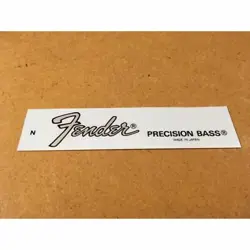 N Fender® PRECISION BASS®
MADE IN JAPAN